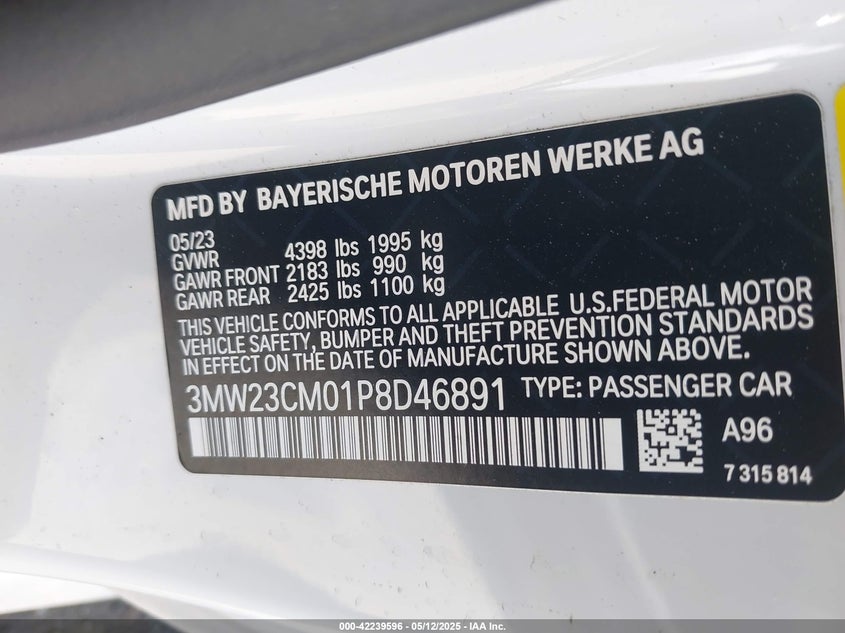 MFD BY BAYERISCHE MOTOREN WERKE AG
05/23
GVWR 4398 lbs 1995 kg
GAWR FRONT 2183 lbs 990 kg
GAWR REAR 2425 lbs 1100 kg
THIS VEHICLE CONFORMS TO ALL APPLICABLE U.S.FEDERAL MOTOR
VEHICLE SAFETY, BUMPER AND THEFT PREVENTION STANDARDS
IN EFFECT ON THE DATE OF MANUFACTURE SHOWN ABOVE.
3MW23CM01P8D46891 TYPE: PASSENGER CAR
A96
7 315 814
000-42239596 - 05/12/2025 - IAA Inc.